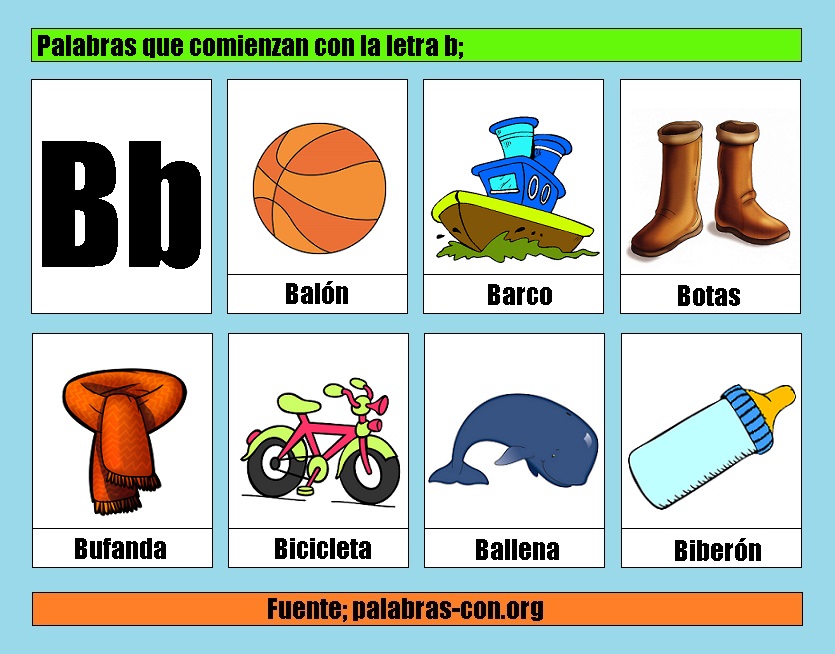 Palabras que comienzan con la letra b;
Bb
Balón
Barco
Botas
Bufanda
Bicicleta
Ballena
Biberón
Fuente; palabras-con.org